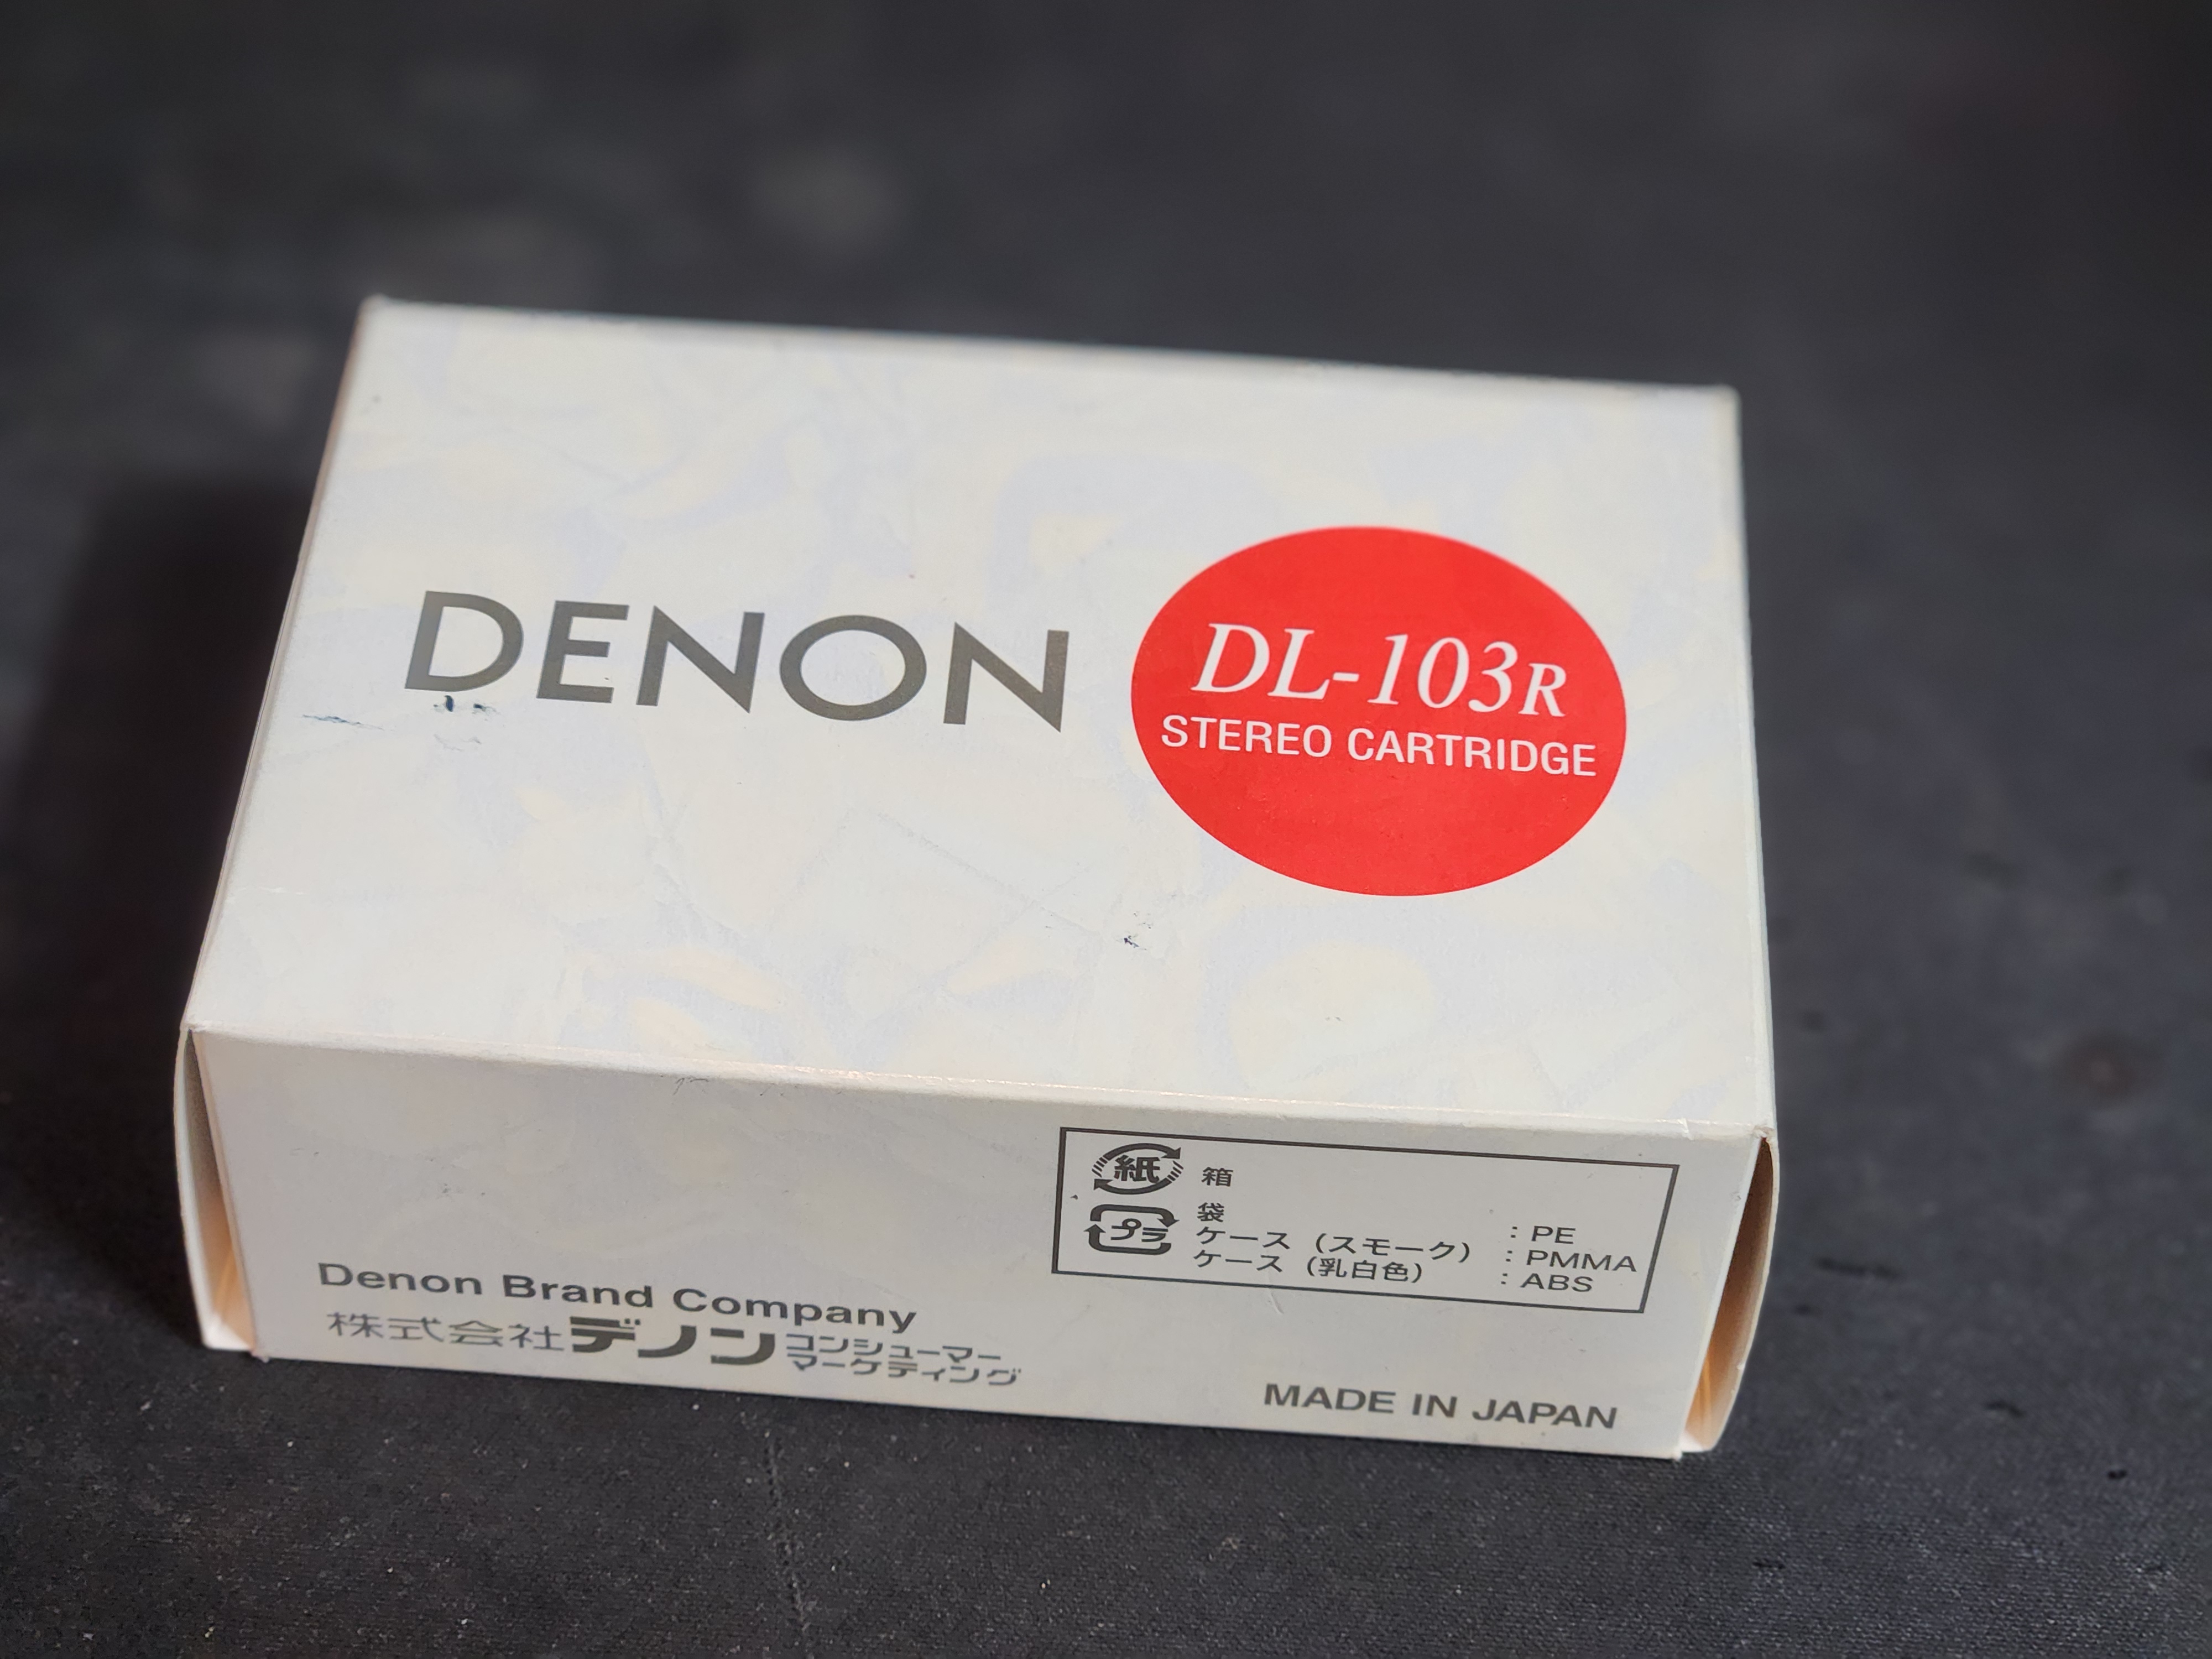 DENON
DL-103R
STEREO CARTRIDGE
紙 箱
プラ 袋 : PE
ケース（スモーク） : PMMA
ケース（乳白色） : ABS
Denon Brand Company
株式会社デノン コンシューマー
マーケティング
MADE IN JAPAN